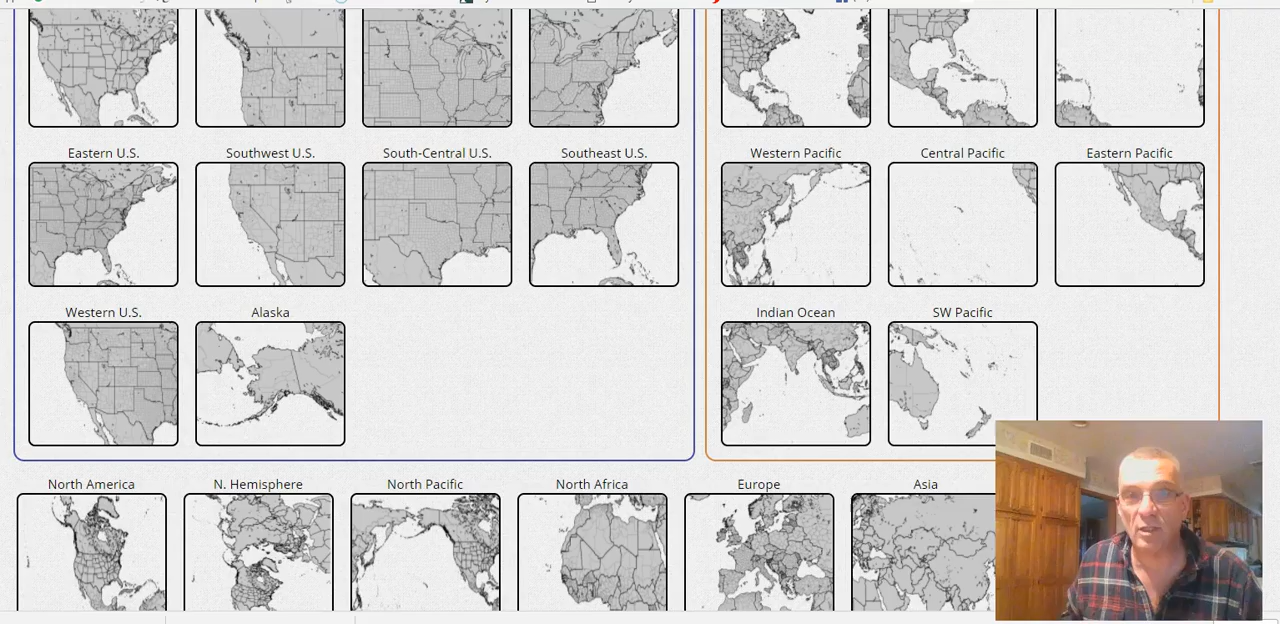 Eastern U.S. Southwest U.S. South-Central U.S. Southeast U.S. Western Pacific Central Pacific Eastern Pacific
Western U.S. Alaska Indian Ocean SW Pacific
North America N. Hemisphere North Pacific North Africa Europe Asia